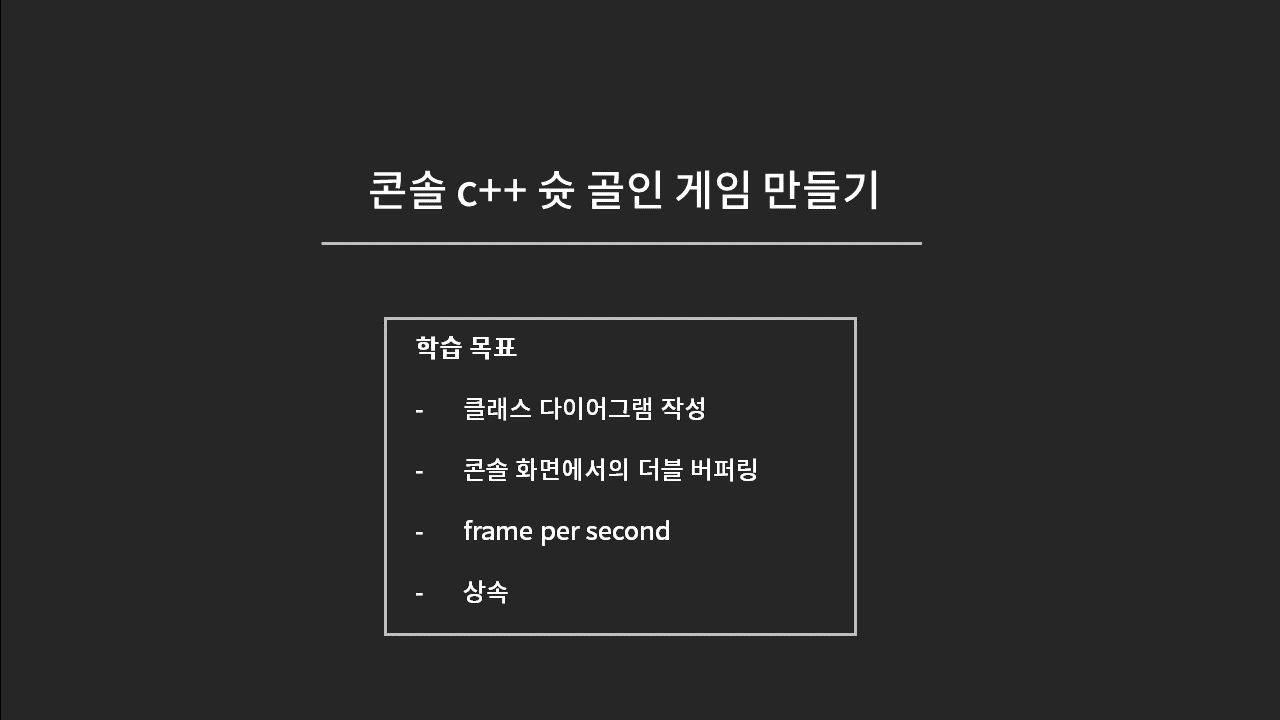 콘솔 c++ 슛 골인 게임 만들기
학습 목표
- 클래스 다이어그램 작성
- 콘솔 화면에서의 더블 버퍼링
- frame per second
- 상속